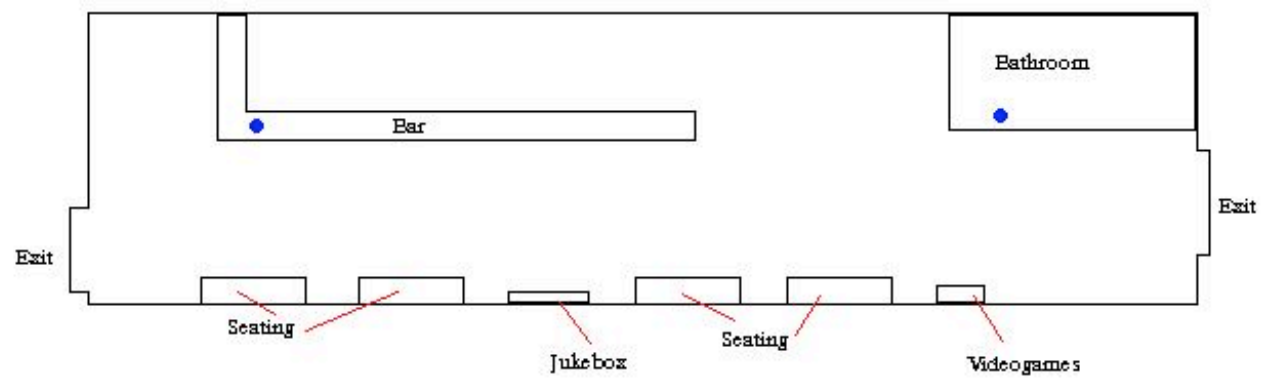 Bathroom
Bar
Exit
Exit
Seating
Seating
Jukebox
Videogames